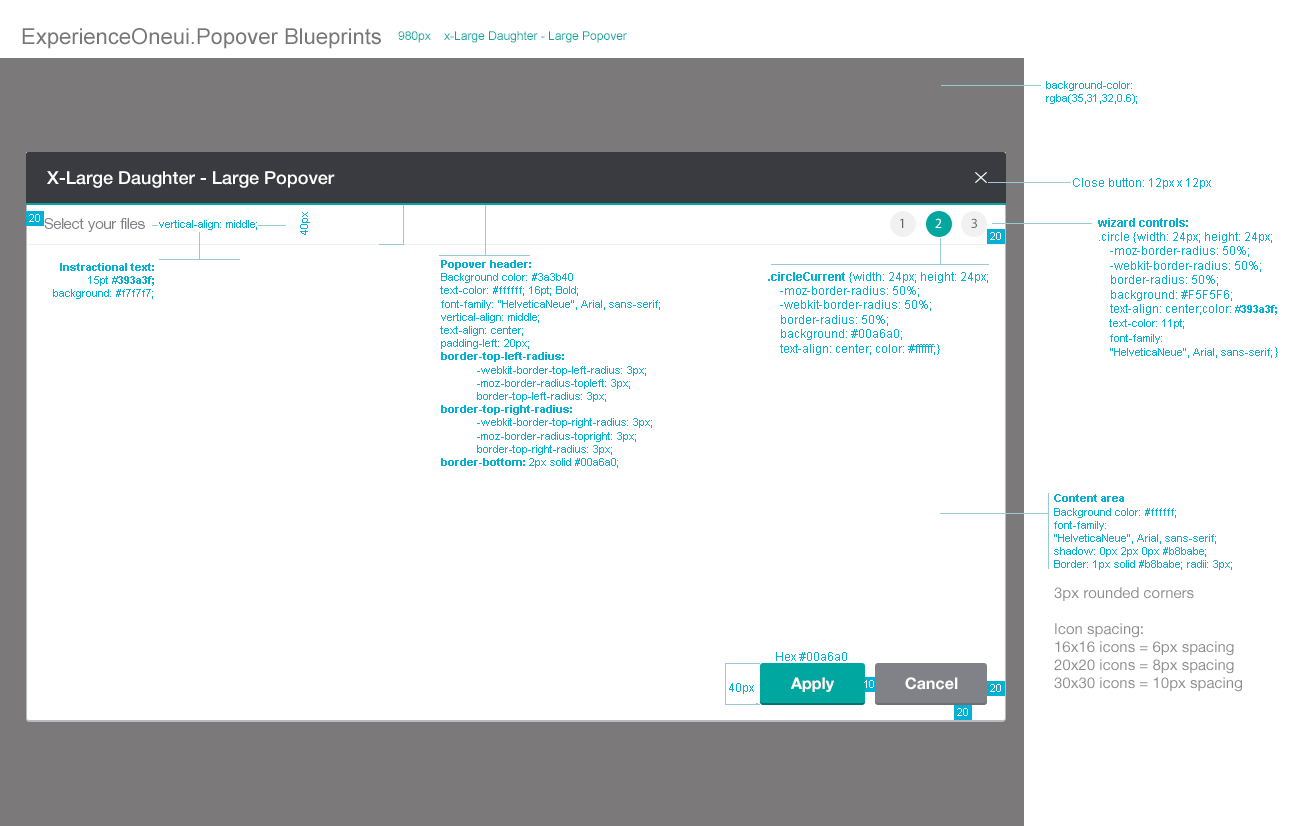 ExperienceOneui.Popover Blueprints 980px x-Large Daughter - Large Popover
background-color:
rgba(35,31,32,0.6);
X-Large Daughter - Large Popover
Close button: 12px x 12px
20 Select your files vertical-align: middle; 40px
1 2 3
20
Instractional text:
15pt #393a3f;
background: #f7f7f7;
Popover header:
Background color: #3a3b40
text-color: #ffffff; 16pt; Bold;
font-family: "HelveticaNeue", Arial, sans-serif;
vertical-align: middle;
text-align: center;
padding-left: 20px;
border-top-left-radius:
-webkit-border-top-left-radius: 3px;
-moz-border-radius-topleft: 3px;
border-top-left-radius: 3px;
border-top-right-radius:
-webkit-border-top-right-radius: 3px;
-moz-border-radius-topright: 3px;
border-top-right-radius: 3px;
border-bottom: 2px solid #00a6a0;
.circleCurrent {width: 24px; height: 24px;
-moz-border-radius: 50%;
-webkit-border-radius: 50%;
border-radius: 50%;
background: #00a6a0;
text-align: center; color: #ffffff;}
wizard controls:
.circle {width: 24px; height: 24px;
-moz-border-radius: 50%;
-webkit-border-radius: 50%;
border-radius: 50%;
background: #F5F5F6;
text-align: center;color: #393a3f;
text-color: 11pt;
font-family:
"HelveticaNeue", Arial, sans-serif; }
Content area
Background color: #ffffff;
font-family:
"HelveticaNeue", Arial, sans-serif;
shadow: 0px 2px 0px #b8babe;
Border: 1px solid #b8babe; radii: 3px;
3px rounded corners
Icon spacing:
16x16 icons = 6px spacing
20x20 icons = 8px spacing
30x30 icons = 10px spacing
Hex #00a6a0
40px Apply 10 Cancel 20
20